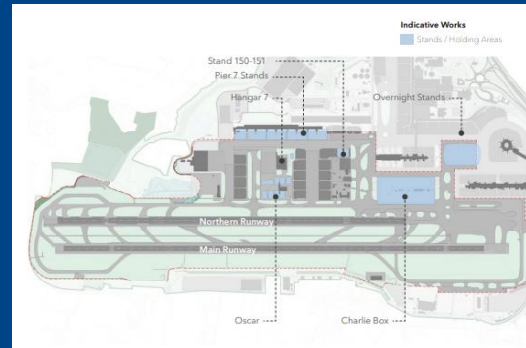 Indicative Works
Stands / Holding Areas
Stand 150-151
Pier 7 Stands
Hangar 7
Overnight Stands
Northern Runway
Main Runway
Oscar
Charlie Box